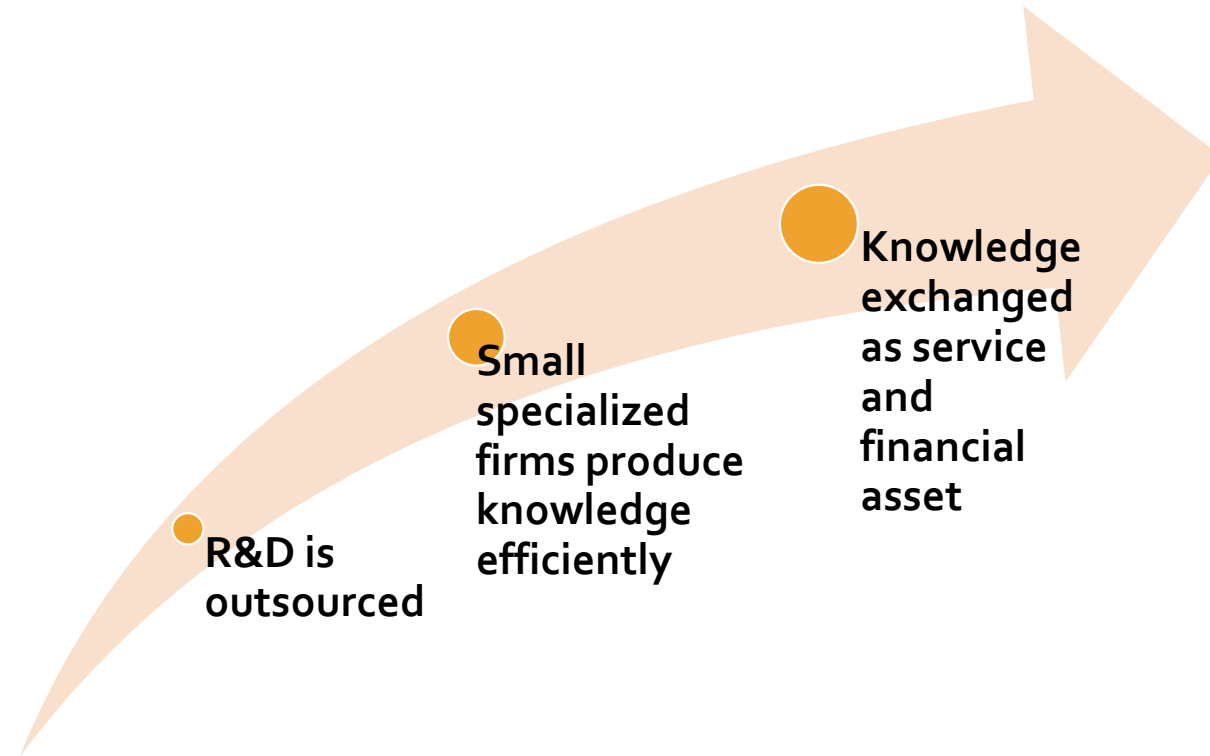 R&D is
outsourced
Small
specialized
firms produce
knowledge
efficiently
Knowledge
exchanged
as service
and
financial
asset